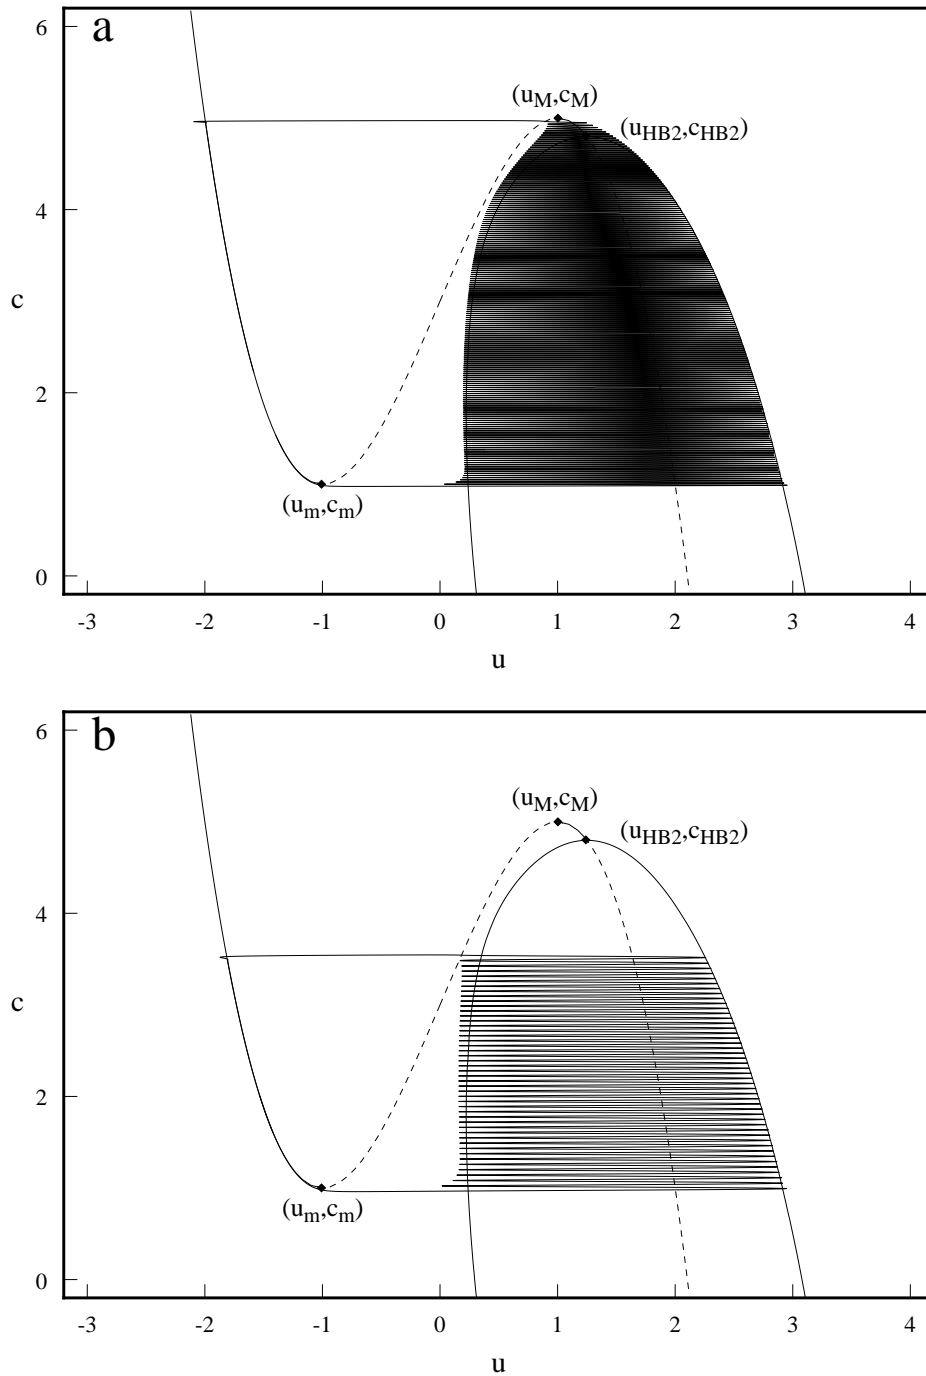 a
6
4
2
0
c
(u_M,c_M)
(u_HB2,c_HB2)
(u_m,c_m)
-3 -2 -1 0 1 2 3 4
u
b
6
4
2
0
c
(u_M,c_M)
(u_HB2,c_HB2)
(u_m,c_m)
-3 -2 -1 0 1 2 3 4
u